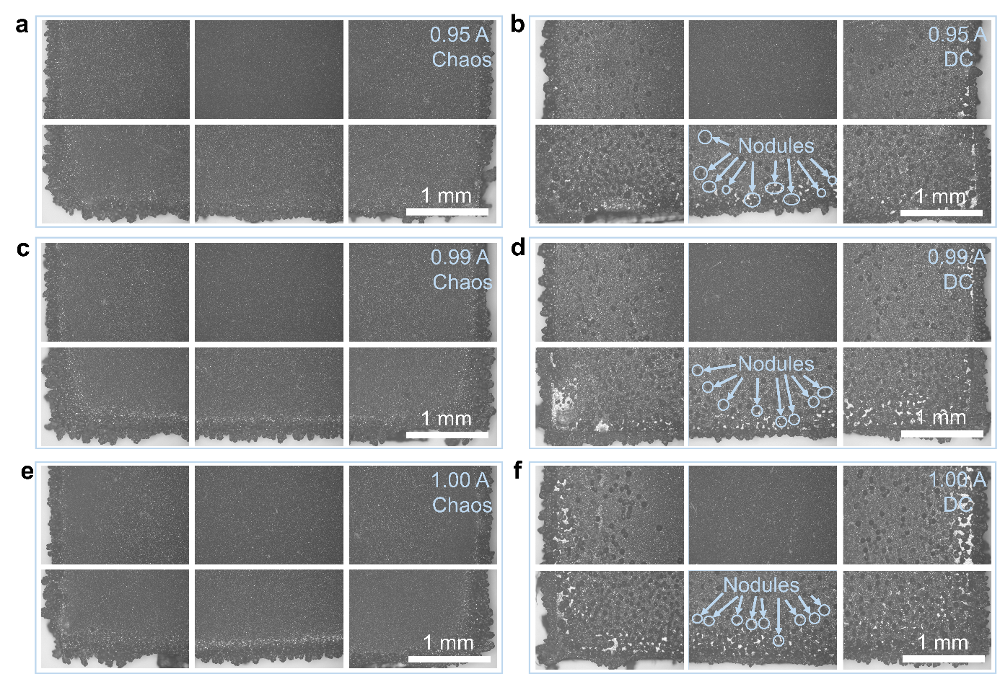 a
0.95 A
Chaos
1 mm
b
0.95 A
DC
Nodules
1 mm
c
0.99 A
Chaos
1 mm
d
0.99 A
DC
Nodules
1 mm
e
1.00 A
Chaos
1 mm
f
1.00 A
DC
Nodules
1 mm